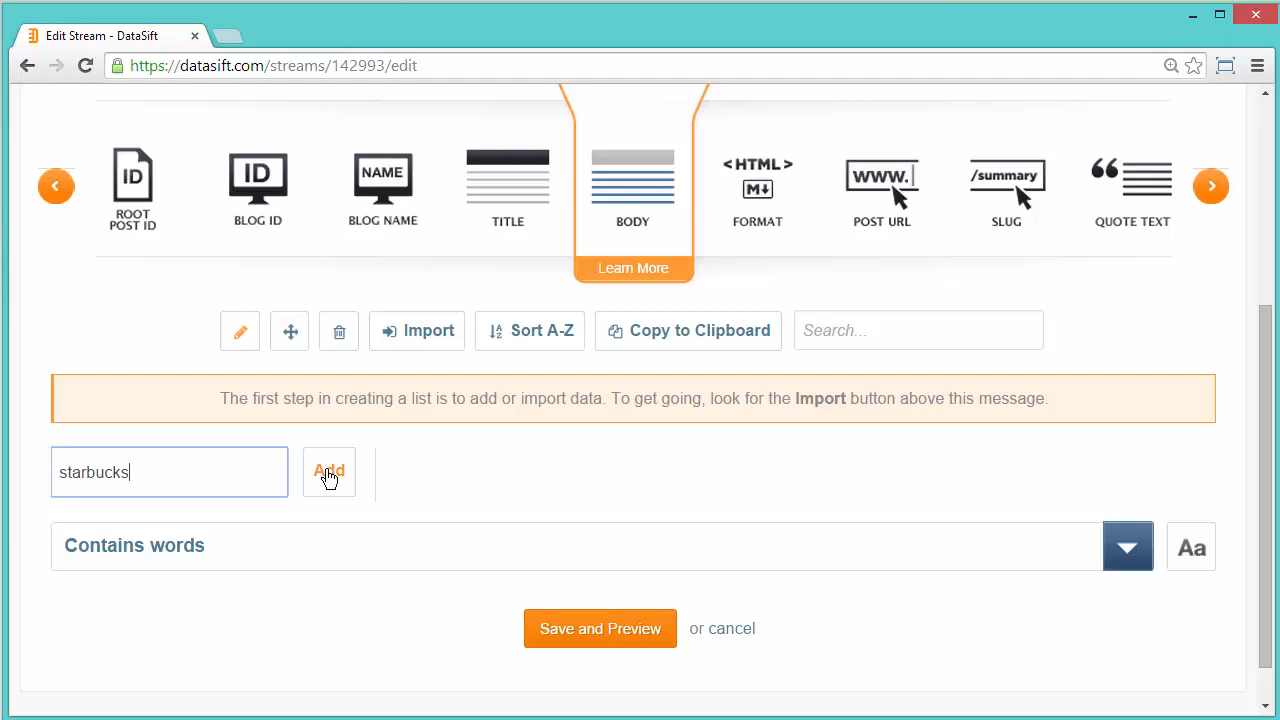 Edit Stream - DataSift
https://datasift.com/streams/142993/edit
ID
ROOT
POST ID
ID
BLOG ID
NAME
BLOG NAME
TITLE
BODY
<HTML>
M
FORMAT
www.
POST URL
/summary
SLUG
QUOTE TEXT
Learn More
Import
Sort A-Z
Copy to Clipboard
Search...
The first step in creating a list is to add or import data. To get going, look for the Import button above this message.
starbucks
Add
Contains words
Aa
Save and Preview or cancel